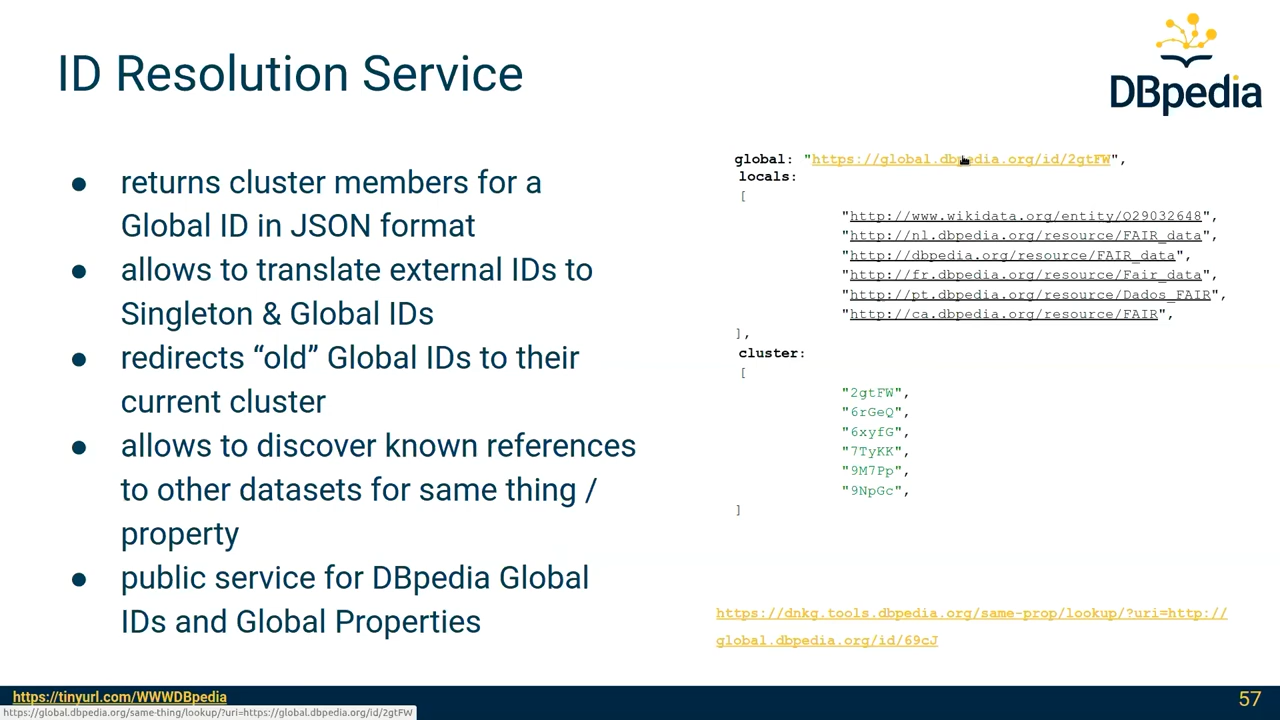 ID Resolution Service
DBpedia
● returns cluster members for a
Global ID in JSON format
● allows to translate external IDs to
Singleton & Global IDs
● redirects “old” Global IDs to their
current cluster
● allows to discover known references
to other datasets for same thing /
property
● public service for DBpedia Global
IDs and Global Properties
global: "https://global.dbpedia.org/id/2gtFW",
locals:
[
"http://www.wikidata.org/entity/Q29032648",
"http://nl.dbpedia.org/resource/FAIR_data",
"http://dbpedia.org/resource/FAIR_data",
"http://fr.dbpedia.org/resource/Fair_data",
"http://pt.dbpedia.org/resource/Dados_FAIR",
"http://ca.dbpedia.org/resource/FAIR",
],
cluster:
[
"2gtFW",
"6rGeQ",
"6xyfG",
"7TyKK",
"9M7Pp",
"9NpGc",
]
https://dnkg.tools.dbpedia.org/same-prop/lookup/?uri=http://
global.dbpedia.org/id/69cJ
https://tinyurl.com/WWWDBpedia
57
https://global.dbpedia.org/same-thing/lookup/?uri=https://global.dbpedia.org/id/2gtFW